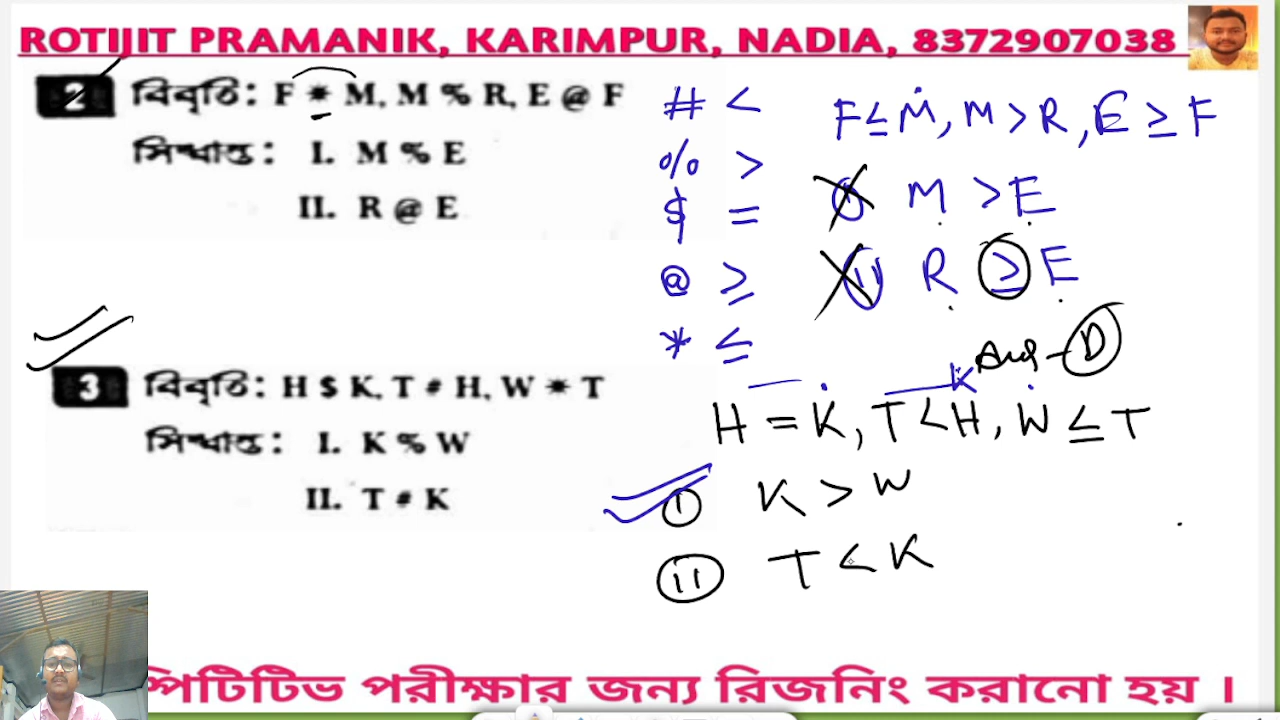 ROTIJIT PRAMANIK, KARIMPUR, NADIA, 8372907038
2 বিবৃতি: F * M, M % R, E @ F
সিদ্ধান্ত: I. M % E
II. R @ E
# <
% >
$ =
@ ≥
* ≤
F ≤ M, M > R, E ≥ F
I M > E
II R ≥ E
Ans - D
3 বিবৃতি: H $ K, T # H, W * T
সিদ্ধান্ত: I. K % W
II. T # K
K
H = K, T < H, W ≤ T
I K > W
II T < K
ম্পিটিটিভ পরীক্ষার জন্য রিজনিং করানো হয় ।